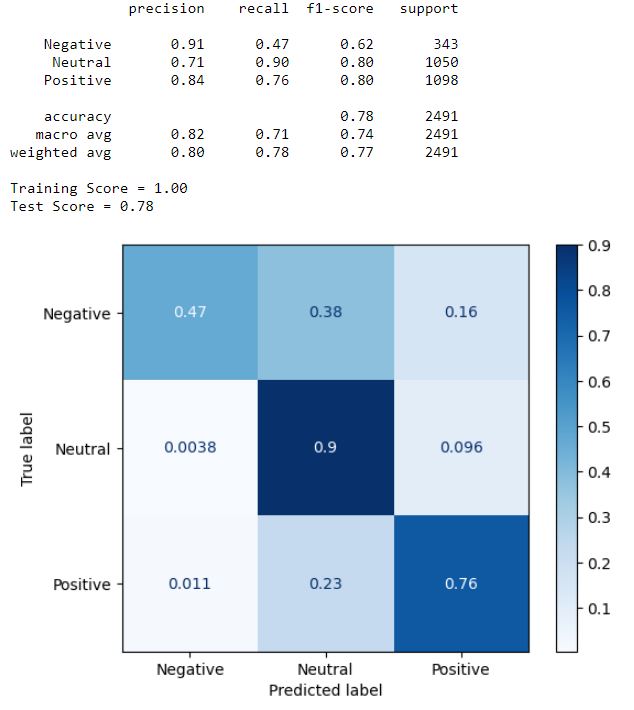 precision recall f1-score support
Negative 0.91 0.47 0.62 343
Neutral 0.71 0.90 0.80 1050
Positive 0.84 0.76 0.80 1098
accuracy 0.78 2491
macro avg 0.82 0.71 0.74 2491
weighted avg 0.80 0.78 0.77 2491
Training Score = 1.00
Test Score = 0.78
Negative 0.47 0.38 0.16
Neutral 0.0038 0.9 0.096
Positive 0.011 0.23 0.76
Negative Neutral Positive
Predicted label
True label
0.9
0.8
0.7
0.6
0.5
0.4
0.3
0.2
0.1